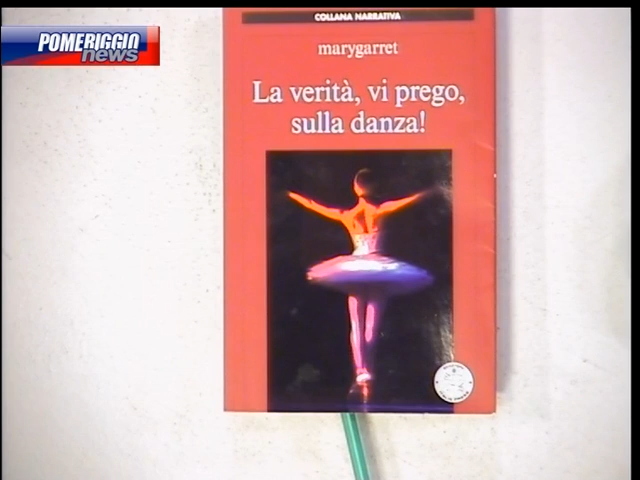 POMERIGGIO
news
COLLANA NARRATIVA
marygarret
La verità, vi prego,
sulla danza!